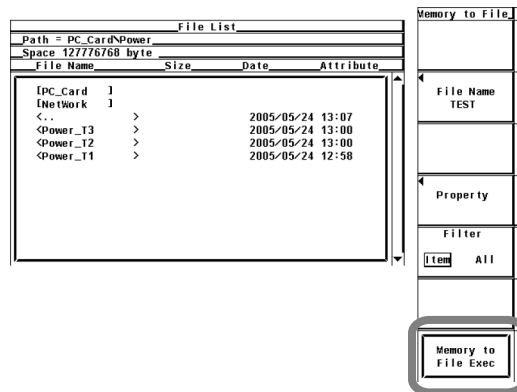 File List
Path = PC_Card\Power
Space 127776768 byte
File Name Size Date Attribute
[PC_Card ]
[NetWork ]
<.. > 2005/05/24 13:07
<Power_T3 > 2005/05/24 13:00
<Power_T2 > 2005/05/24 13:00
<Power_T1 > 2005/05/24 12:58
Memory to File
File Name
TEST
Property
Filter
Item All
Memory to
File Exec